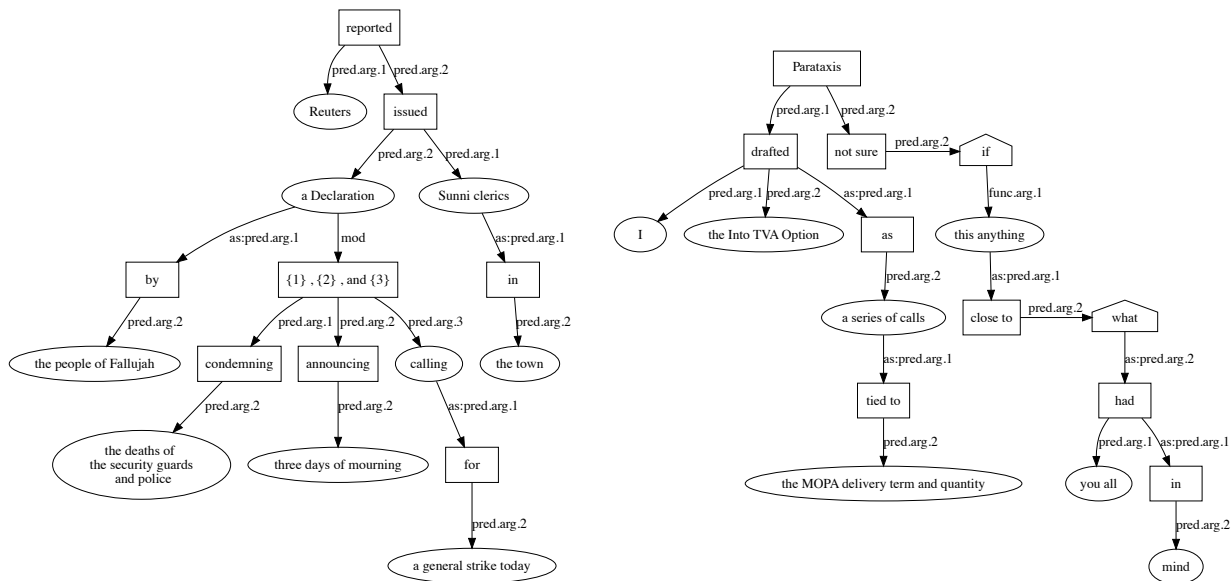 reported
pred.arg.1
pred.arg.2
Reuters
issued
pred.arg.2
pred.arg.1
a Declaration
Sunni clerics
as:pred.arg.1
mod
as:pred.arg.1
by
{1} , {2} , and {3}
in
pred.arg.2
pred.arg.1
pred.arg.2
pred.arg.3
pred.arg.2
the people of Fallujah
condemning
announcing
calling
the town
pred.arg.2
pred.arg.2
as:pred.arg.1
the deaths of
the security guards
and police
three days of mourning
for
pred.arg.2
a general strike today
Parataxis
pred.arg.1
pred.arg.2
drafted
not sure
pred.arg.2
if
pred.arg.1
pred.arg.2
as:pred.arg.1
func.arg.1
I
the Into TVA Option
as
this anything
pred.arg.2
as:pred.arg.1
a series of calls
close to
pred.arg.2
what
as:pred.arg.1
as:pred.arg.2
tied to
had
pred.arg.2
pred.arg.1
as:pred.arg.1
the MOPA delivery term and quantity
you all
in
pred.arg.2
mind